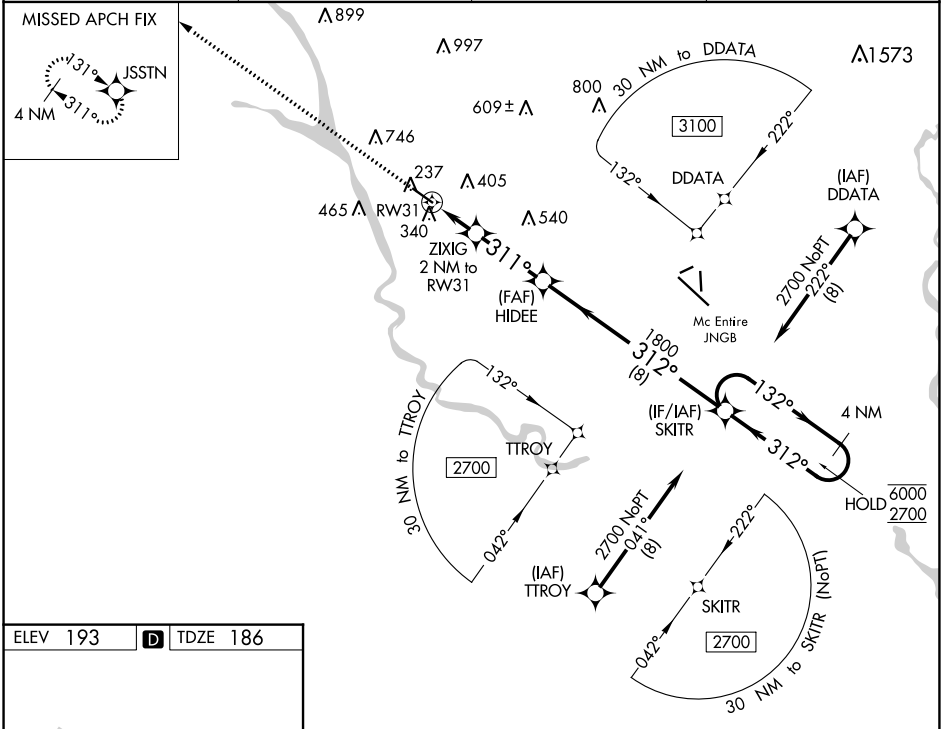 MISSED APCH FIX
131°
JSSTN
311°
4 NM
899
997
1573
30 NM to DDATA
800
609±
3100
746
132°
222°
DDATA
(IAF)
DDATA
237
405
465
RW31
340
540
ZIXIG
2 NM to
RW31
311°
(FAF)
HIDEE
2700 NoPT
222°
(8)
Mc Entire
JNGB
1800
312°
(8)
30 NM to TTROY
132°
TTROY
2700
042°
(IF/IAF)
SKITR
132°
312°
4 NM
HOLD
6000
2700
2700 NoPT
041°
(8)
(IAF)
TTROY
222°
SKITR
042°
2700
30 NM to SKITR (NoPT)
ELEV 193
D
TDZE 186